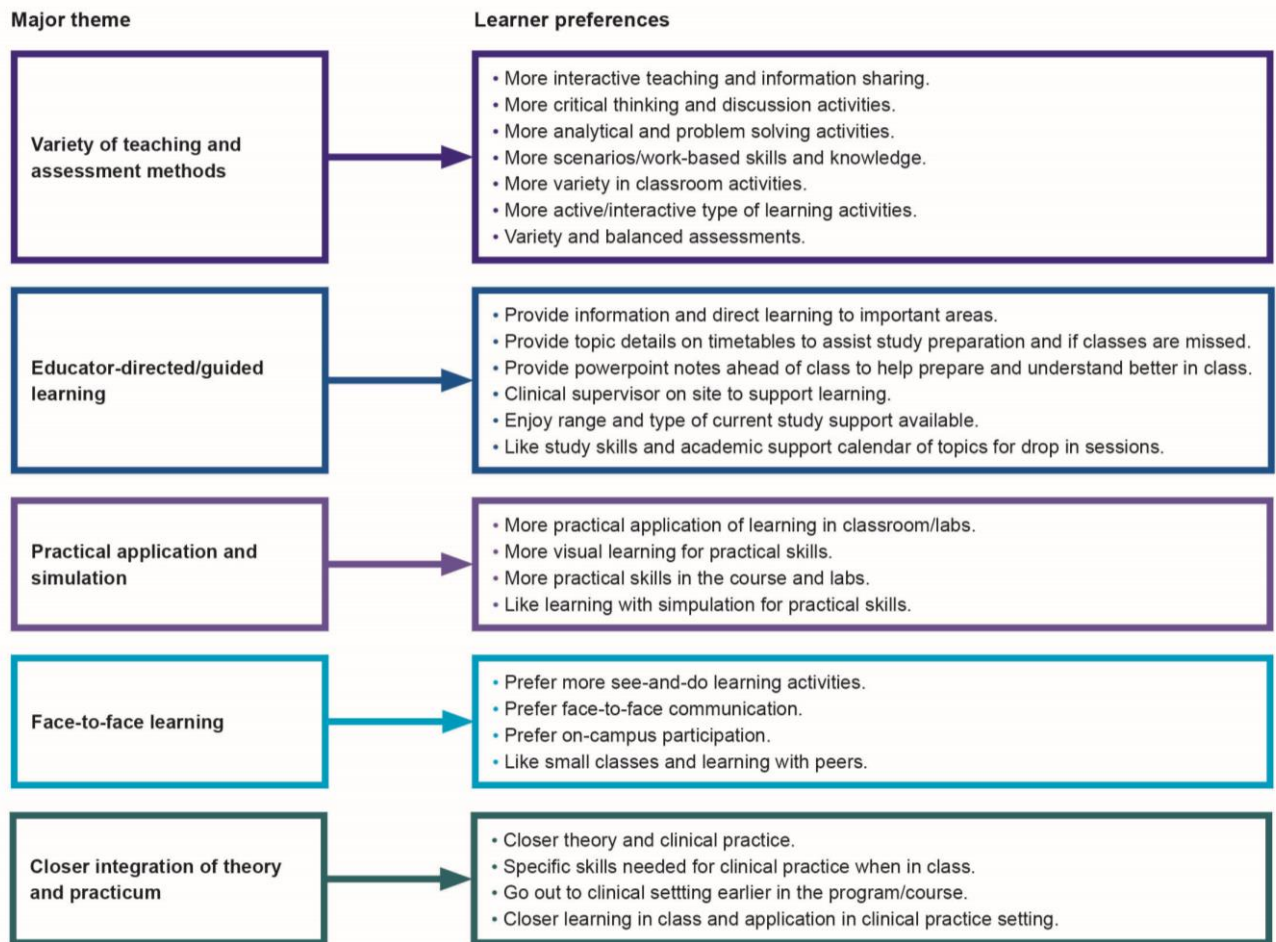 Major theme
Learner preferences
Variety of teaching and
assessment methods
• More interactive teaching and information sharing.
• More critical thinking and discussion activities.
• More analytical and problem solving activities.
• More scenarios/work-based skills and knowledge.
• More variety in classroom activities.
• More active/interactive type of learning activities.
• Variety and balanced assessments.
Educator-directed/guided
learning
• Provide information and direct learning to important areas.
• Provide topic details on timetables to assist study preparation and if classes are missed.
• Provide powerpoint notes ahead of class to help prepare and understand better in class.
• Clinical supervisor on site to support learning.
• Enjoy range and type of current study support available.
• Like study skills and academic support calendar of topics for drop in sessions.
Practical application and
simulation
• More practical application of learning in classroom/labs.
• More visual learning for practical skills.
• More practical skills in the course and labs.
• Like learning with simpulation for practical skills.
Face-to-face learning
• Prefer more see-and-do learning activities.
• Prefer face-to-face communication.
• Prefer on-campus participation.
• Like small classes and learning with peers.
Closer integration of theory
and practicum
• Closer theory and clinical practice.
• Specific skills needed for clinical practice when in class.
• Go out to clinical settting earlier in the program/course.
• Closer learning in class and application in clinical practice setting.